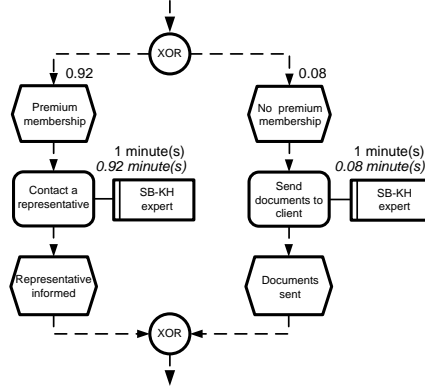 XOR
0.92
0.08
Premium
membership
No premium
membership
1 minute(s)
0.92 minute(s)
1 minute(s)
0.08 minute(s)
Contact a
representative
SB-KH
expert
Send
documents to
client
SB-KH
expert
Representative
informed
Documents
sent
XOR